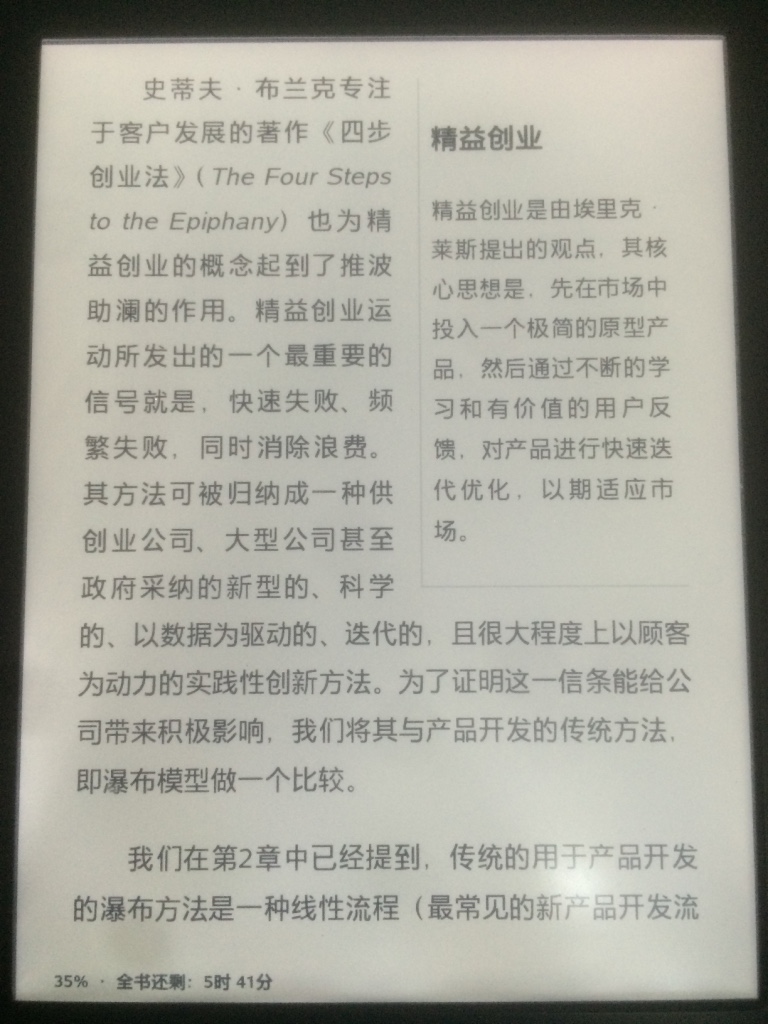 史蒂夫·布兰克专注
于客户发展的著作《四步
创业法》（The Four Steps
to the Epiphany）也为精
益创业的概念起到了推波
助澜的作用。精益创业运
动所发出的一个最重要的
信号就是，快速失败、频
繁失败，同时消除浪费。
其方法可被归纳成一种供
创业公司、大型公司甚至
政府采纳的新型的、科学
的、以数据为驱动的、迭代的，且很大程度上以顾客
为动力的实践性创新方法。为了证明这一信条能给公
司带来积极影响，我们将其与产品开发的传统方法，
即瀑布模型做一个比较。
精益创业
精益创业是由埃里克·
莱斯提出的观点，其核
心思想是，先在市场中
投入一个极简的原型产
品，然后通过不断的学
习和有价值的用户反
馈，对产品进行快速迭
代优化，以期适应市
场。
我们在第2章中已经提到，传统的用于产品开发
的瀑布方法是一种线性流程（最常见的新产品开发流
35% · 全书还剩：5时 41分